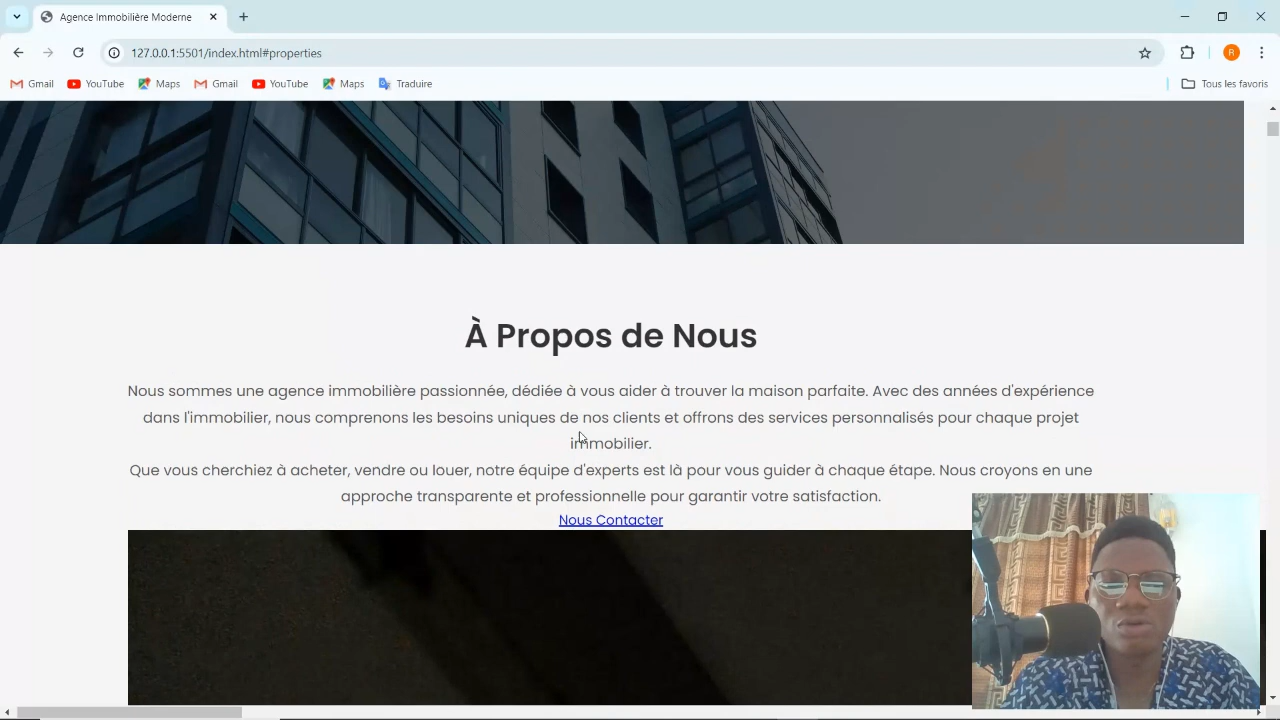 Agence Immobilière Moderne
127.0.0.1:5501/index.html#properties
R
Gmail YouTube Maps Gmail YouTube Maps Traduire Tous les favoris
À Propos de Nous
Nous sommes une agence immobilière passionnée, dédiée à vous aider à trouver la maison parfaite. Avec des années d'expérience
dans l'immobilier, nous comprenons les besoins uniques de nos clients et offrons des services personnalisés pour chaque projet
immobilier.
Que vous cherchiez à acheter, vendre ou louer, notre équipe d'experts est là pour vous guider à chaque étape. Nous croyons en une
approche transparente et professionnelle pour garantir votre satisfaction.
Nous Contacter